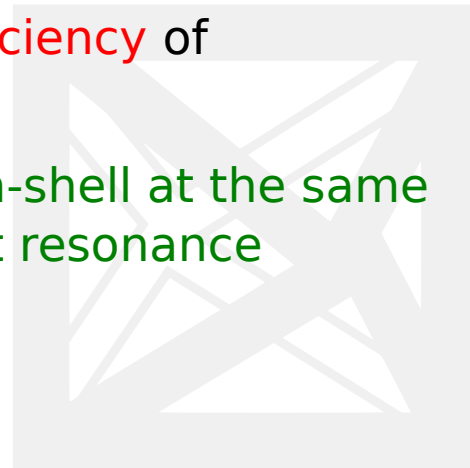 ciency of
-shell at the same
resonance